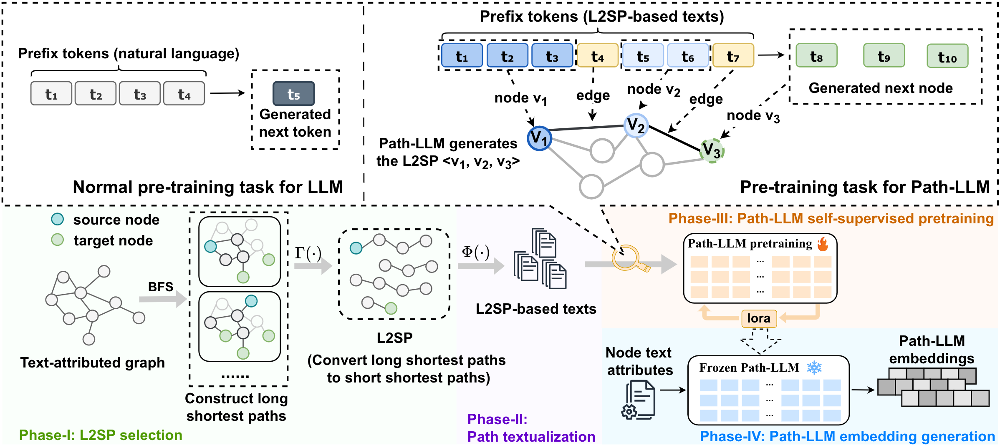 Prefix tokens (natural language)
t1 t2 t3 t4
t5
Generated
next token
Normal pre-training task for LLM
Prefix tokens (L2SP-based texts)
t1 t2 t3 t4 t5 t6 t7
t8 t9 t10
Generated next node
node v1
edge
node v2
edge
node v3
V1
V2
V3
Path-LLM generates
the L2SP <v1, v2, v3>
Pre-training task for Path-LLM
source node
target node
Text-attributed graph
BFS
......
Construct long
shortest paths
Γ(·)
L2SP
(Convert long shortest paths
to short shortest paths)
Phase-I: L2SP selection
Φ(·)
L2SP-based texts
Phase-II:
Path textualization
Phase-III: Path-LLM self-supervised pretraining
Path-LLM pretraining
...
...
...
lora
Node text
attributes
Frozen Path-LLM
...
...
...
Path-LLM
embeddings
Phase-IV: Path-LLM embedding generation